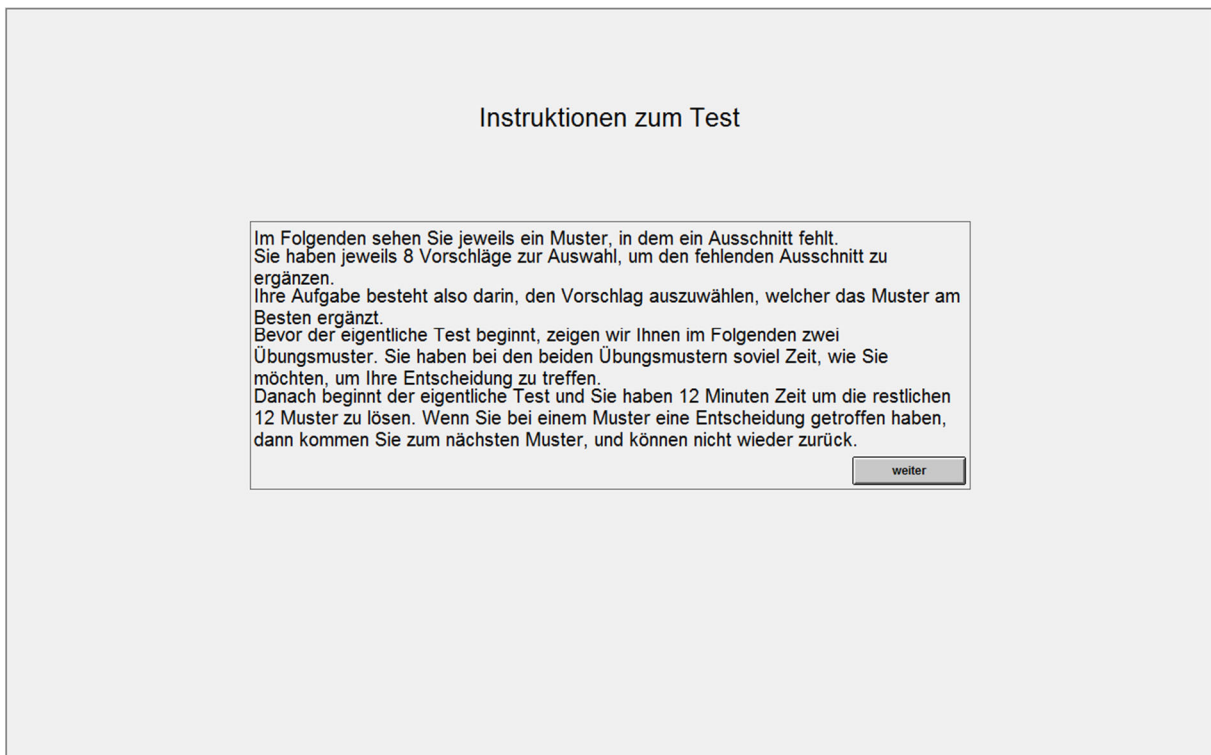 Instruktionen zum Test
Im Folgenden sehen Sie jeweils ein Muster, in dem ein Ausschnitt fehlt.
Sie haben jeweils 8 Vorschläge zur Auswahl, um den fehlenden Ausschnitt zu
ergänzen.
Ihre Aufgabe besteht also darin, den Vorschlag auszuwählen, welcher das Muster am
Besten ergänzt.
Bevor der eigentliche Test beginnt, zeigen wir Ihnen im Folgenden zwei
Übungsmuster. Sie haben bei den beiden Übungsmustern soviel Zeit, wie Sie
möchten, um Ihre Entscheidung zu treffen.
Danach beginnt der eigentliche Test und Sie haben 12 Minuten Zeit um die restlichen
12 Muster zu lösen. Wenn Sie bei einem Muster eine Entscheidung getroffen haben,
dann kommen Sie zum nächsten Muster, und können nicht wieder zurück.
weiter